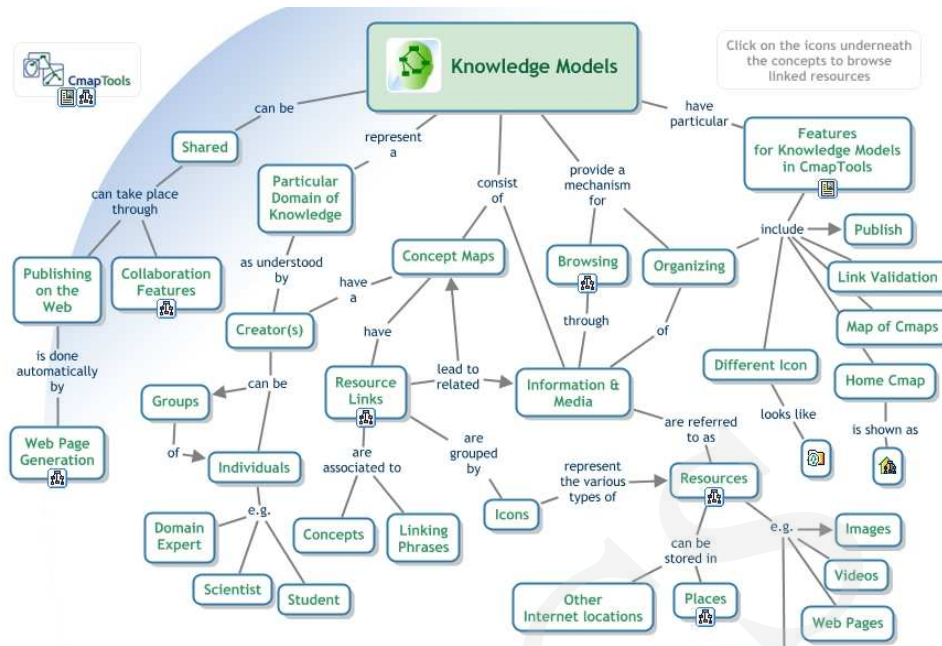 CmapTools
Knowledge Models
Click on the icons underneath
the concepts to browse
linked resources
can be
represent
a
have
particular
Shared
Features
for Knowledge Models
in CmapTools
can take place
through
Particular
Domain of
Knowledge
consist
of
provide a
mechanism
for
include
Publish
Publishing
on the
Web
Collaboration
Features
as understood
by
have
a
Concept Maps
Browsing
Organizing
Link Validation
Creator(s)
have
through
of
Map of Cmaps
is done
automatically
by
can be
Resource
Links
lead to
related
Information &
Media
Different Icon
Home Cmap
Groups
of
are
associated to
are
grouped
by
are referred
to as
looks like
is shown as
Web Page
Generation
Individuals
represent
the various
types of
Resources
e.g.
Concepts
Linking
Phrases
Icons
e.g.
Images
Domain
Expert
can be
stored in
Videos
Scientist
Student
Other
Internet locations
Places
Web Pages